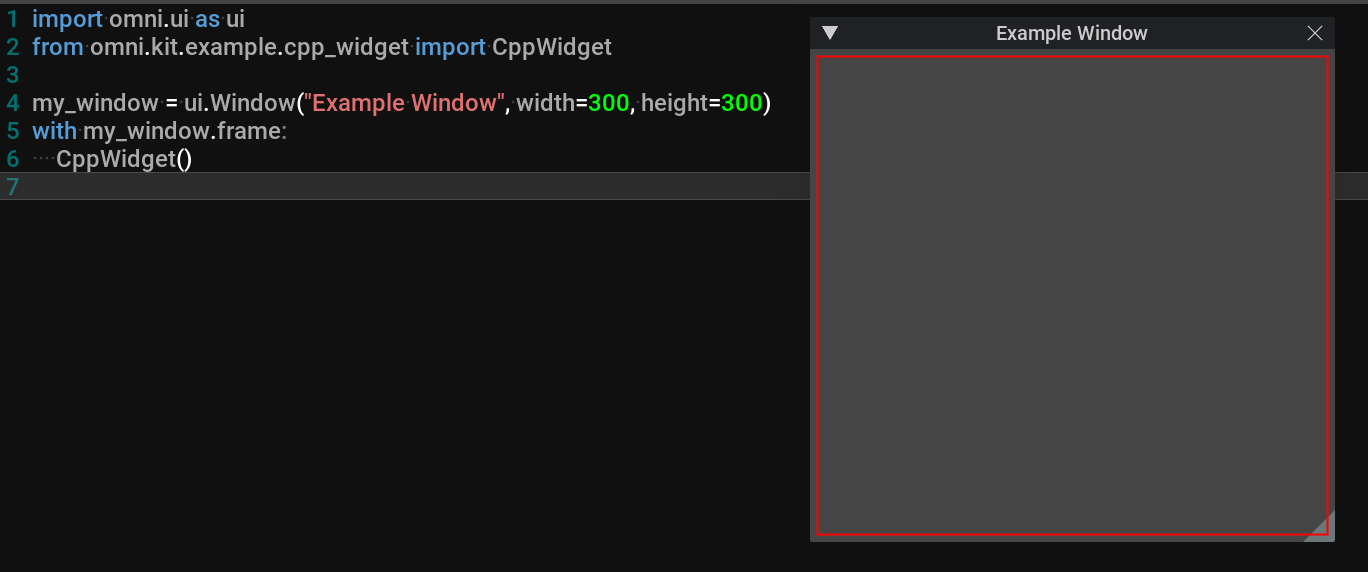 1 import omni.ui as ui
2 from omni.kit.example.cpp_widget import CppWidget
3
4 my_window = ui.Window("Example Window", width=300, height=300)
5 with my_window.frame:
6 ····CppWidget()
7
Example Window